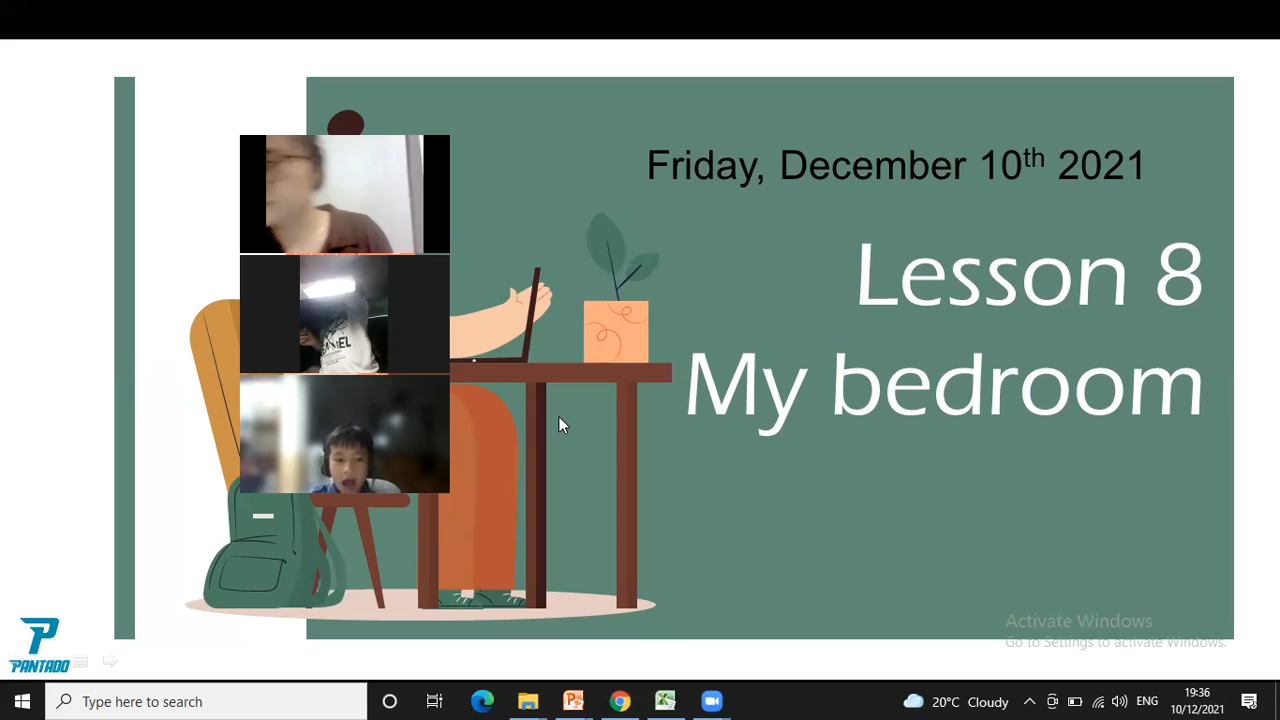 Friday, December 10th 2021
Lesson 8
My bedroom
Activate Windows
Go to Settings to activate Windows.
PANTADO
Type here to search
20°C Cloudy
ENG
19:36
10/12/2021